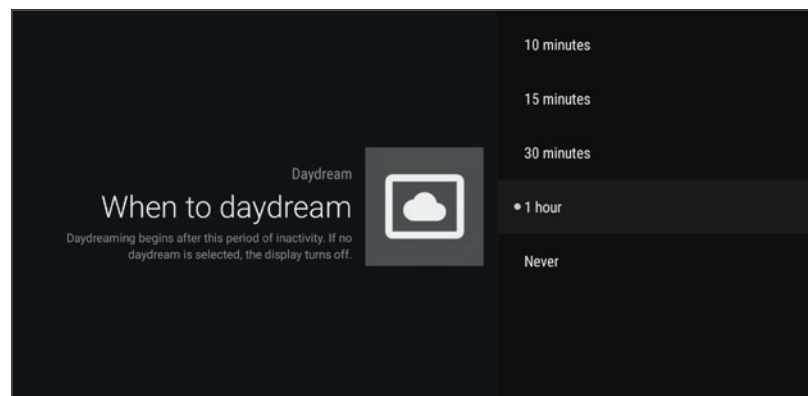 Daydream
When to daydream
Daydreaming begins after this period of inactivity. If no
daydream is selected, the display turns off.
10 minutes
15 minutes
30 minutes
1 hour
Never